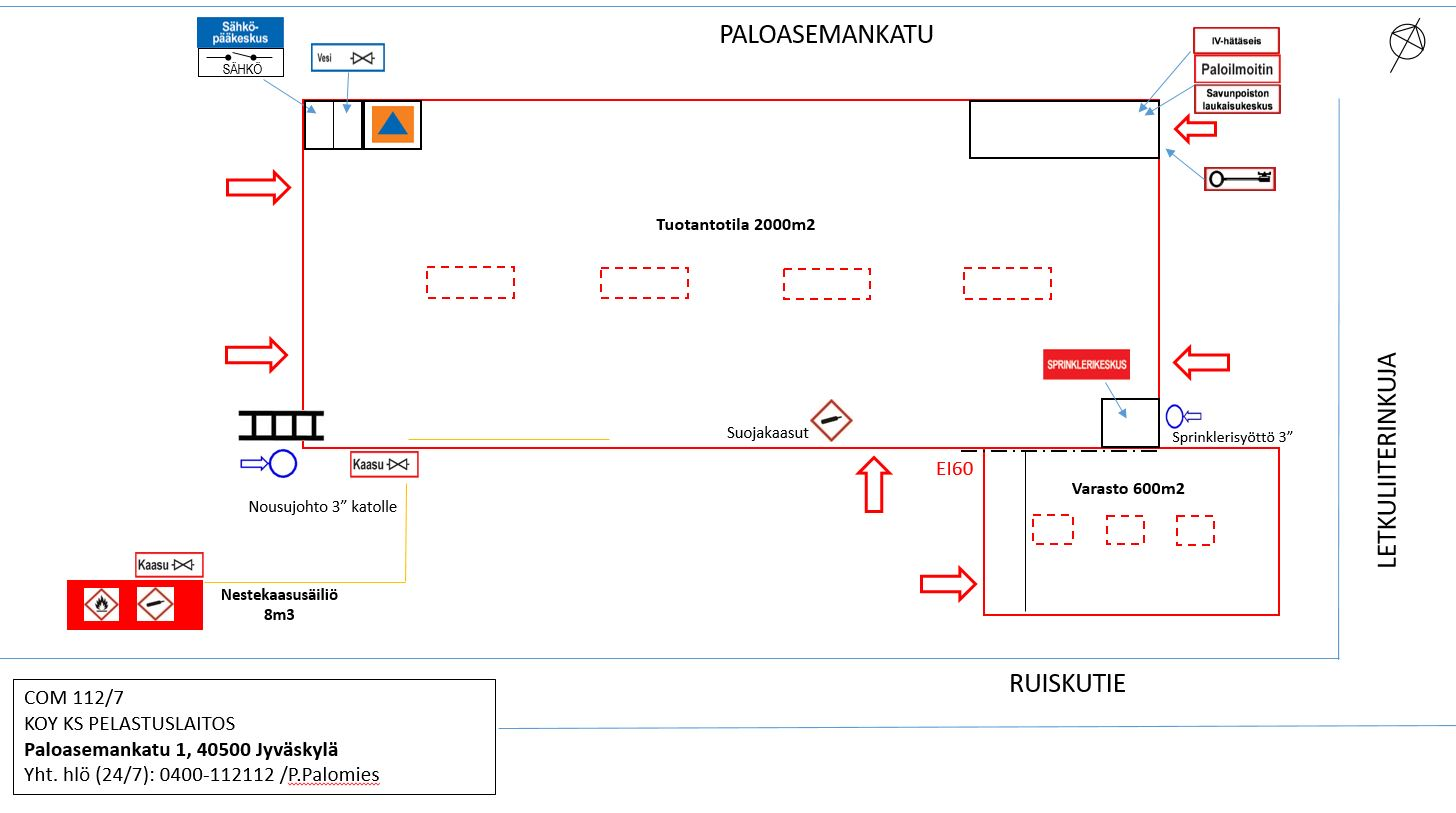 PALOASEMANKATU
Sähkö-
pääkeskus
SÄHKÖ
Vesi
IV-hätäseis
Paloilmoitin
Savunpoiston
laukaisukeskus
Tuotantotila 2000m2
SPRINKLERIKESKUS
Suojakaasut
Sprinklerisyöttö 3”
LETKULIITERINKUJA
Kaasu
EI60
Varasto 600m2
Nousujohto 3” katolle
Kaasu
Nestekaasusäiliö
8m3
RUISKUTIE
COM 112/7
KOY KS PELASTUSLAITOS
Paloasemankatu 1, 40500 Jyväskylä
Yht. hlö (24/7): 0400-112112 /P.Palomies